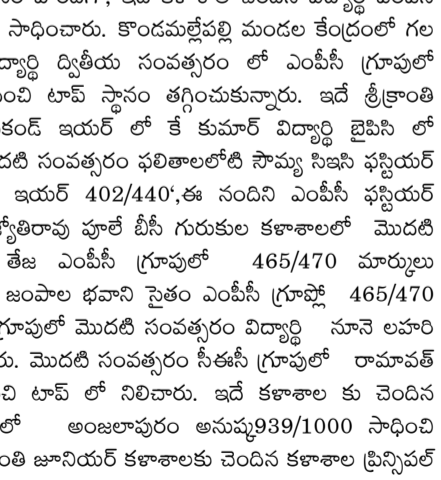 సాధించారు. కొండమల్లేపల్లి మండల కేంద్రంలో గల
ద్యార్థి ద్వితీయ సంవత్సరం లో ఎంపీసీ గ్రూపులో
ంచి టాప్ స్థానం తగ్గించుకున్నారు. ఇదే శ్రీక్రాంతి
కండ్ ఇయర్ లో కే కుమార్ విద్యార్థి బైపిసి లో
దటి సంవత్సరం ఫలితాలలోటి సౌమ్య సిఇసి ఫస్టియర్
ఇయర్ 402/440‘,ఈ నందిని ఎంపీసీ ఫస్టియర్
్యోతిరావు పూలే బీసీ గురుకుల కళాశాలలో మొదటి
తేజ ఎంపీసీ గ్రూపులో 465/470 మార్కులు
జంపాల భవాని సైతం ఎంపీసీ గ్రూప్లో 465/470
గ్రూపులో మొదటి సంవత్సరం విద్యార్థి నూనె లహరి
రు. మొదటి సంవత్సరం సీఈసీ గ్రూపులో రామావత్
చి టాప్ లో నిలిచారు. ఇదే కళాశాల కు చెందిన
లో అంజలాపురం అనుష్క939/1000 సాధించి
ంతి జూనియర్ కళాశాలకు చెందిన కళాశాల ప్రిన్సిపల్